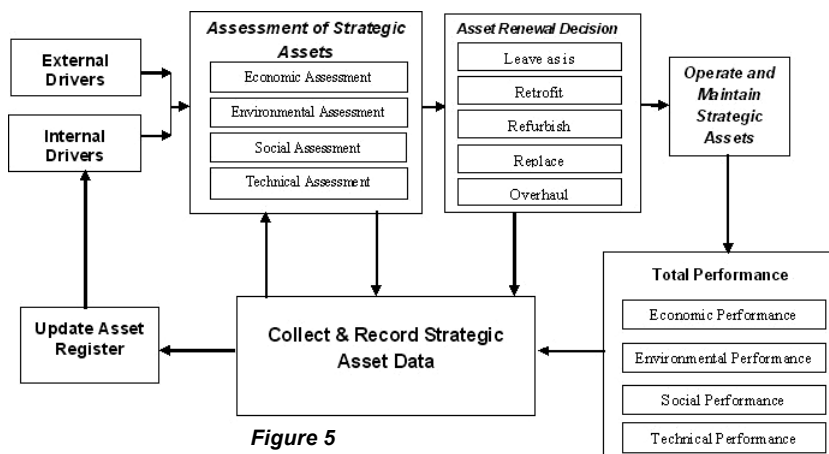 External
Drivers
Internal
Drivers
Assessment of Strategic
Assets
Economic Assessment
Environmental Assessment
Social Assessment
Technical Assessment
Asset Renewal Decision
Leave as is
Retrofit
Refurbish
Replace
Overhaul
Operate and
Maintain
Strategic
Assets
Total Performance
Economic Performance
Environmental Performance
Social Performance
Technical Performance
Collect & Record Strategic
Asset Data
Update Asset
Register
Figure 5